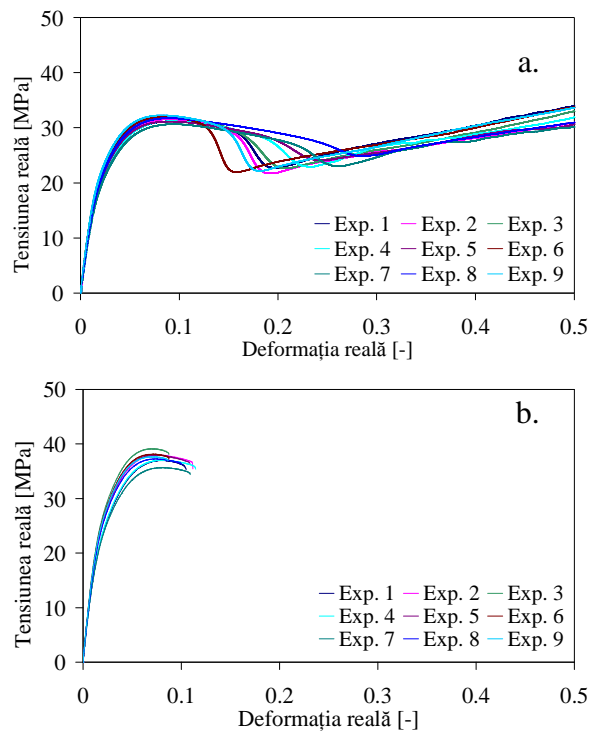 a.
Tensiunea reală [MPa]
50
40
30
20
10
0
Exp. 1 Exp. 2 Exp. 3
Exp. 4 Exp. 5 Exp. 6
Exp. 7 Exp. 8 Exp. 9
0 0.1 0.2 0.3 0.4 0.5
Deformația reală [-]
b.
Tensiunea reală [MPa]
50
40
30
20
10
0
Exp. 1 Exp. 2 Exp. 3
Exp. 4 Exp. 5 Exp. 6
Exp. 7 Exp. 8 Exp. 9
0 0.1 0.2 0.3 0.4 0.5
Deformația reală [-]